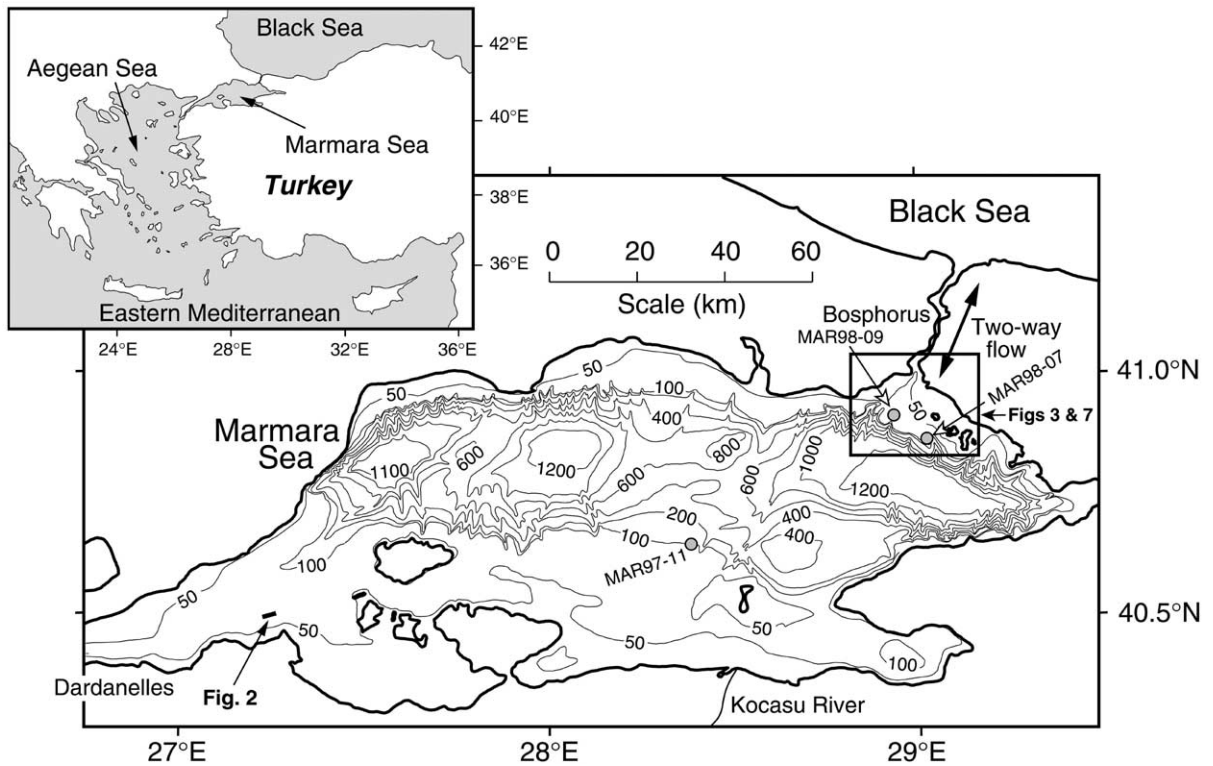 Black Sea
Aegean Sea
Marmara Sea
Turkey
Eastern Mediterranean
42°E
40°E
38°E
36°E
24°E
28°E
32°E
36°E
Black Sea
0
20
40
60
Scale (km)
Bosphorus
MAR98-09
Two-way
flow
MAR98-07
Figs 3 & 7
41.0°N
40.5°N
Marmara
Sea
50
50
100
400
50
1100
600
1200
600
800
600
1000
1200
200
400
400
100
MAR97-11
100
50
50
50
50
100
Dardanelles
Fig. 2
Kocasu River
27°E
28°E
29°E